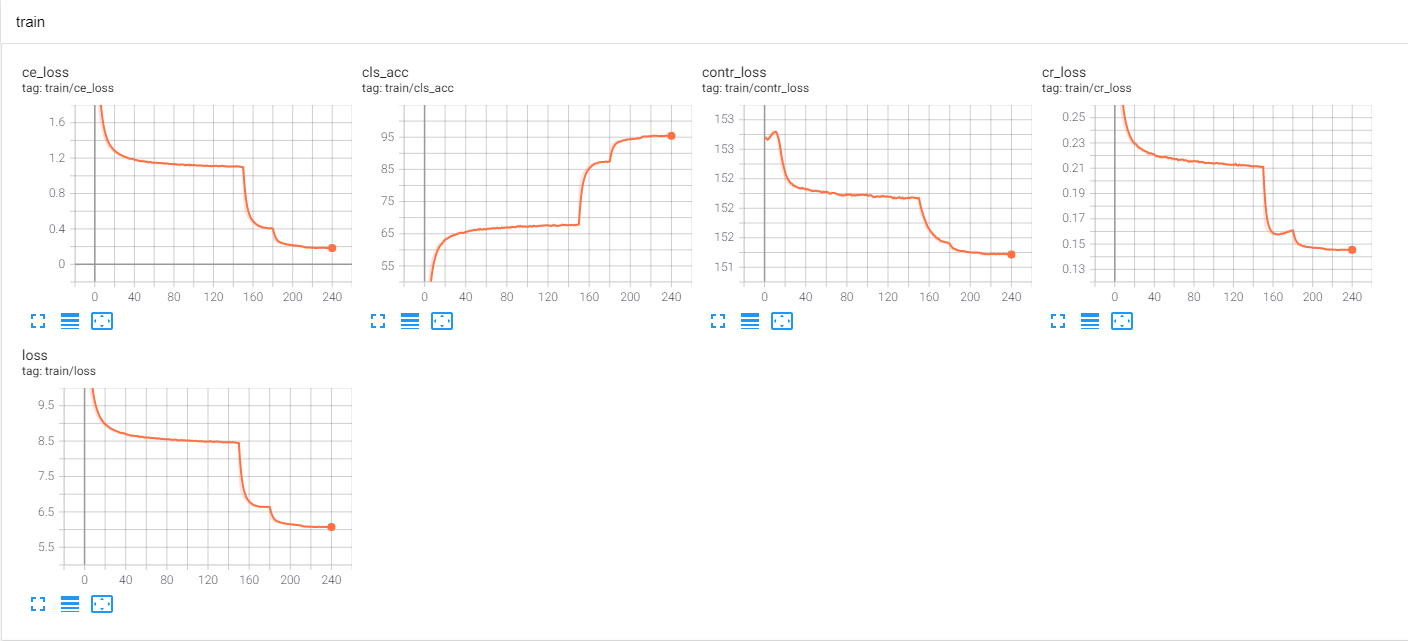 train
ce_loss
tag: train/ce_loss
1.6
1.2
0.8
0.4
0
0 40 80 120 160 200 240
cls_acc
tag: train/cls_acc
95
85
75
65
55
0 40 80 120 160 200 240
contr_loss
tag: train/contr_loss
153
153
152
152
152
151
0 40 80 120 160 200 240
cr_loss
tag: train/cr_loss
0.25
0.23
0.21
0.19
0.17
0.15
0.13
0 40 80 120 160 200 240
loss
tag: train/loss
9.5
8.5
7.5
6.5
5.5
0 40 80 120 160 200 240